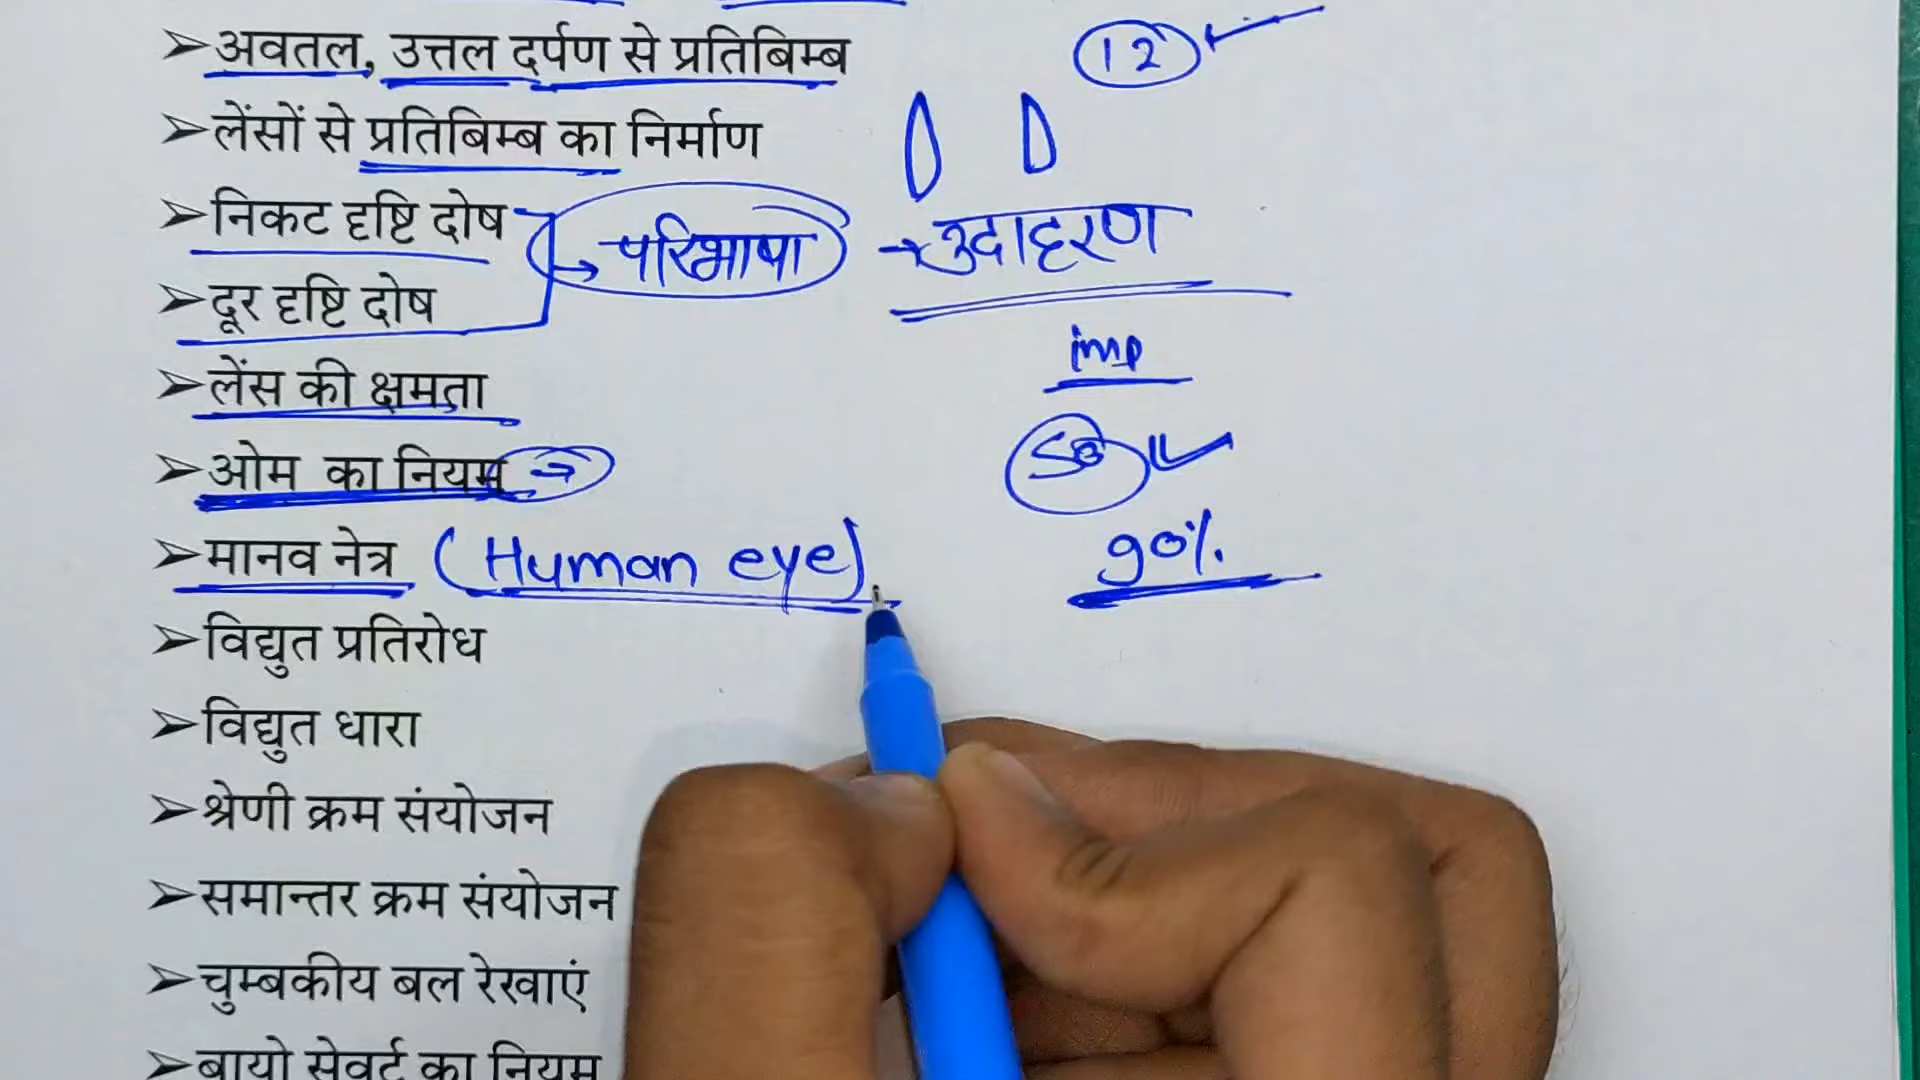 ➢अवतल, उत्तल दर्पण से प्रतिबिम्ब 12
➢लेंसों से प्रतिबिम्ब का निर्माण
➢निकट दृष्टि दोष → परिभाषा → उदाहरण
➢दूर दृष्टि दोष
imp
➢लेंस की क्षमता
➢ओम का नियम →
➢मानव नेत्र (Human eye) 90%
➢विद्युत प्रतिरोध
➢विद्युत धारा
➢श्रेणी क्रम संयोजन
➢समान्तर क्रम संयोजन
➢चुम्बकीय बल रेखाएं
➢बायो सेवर्ट का नियम